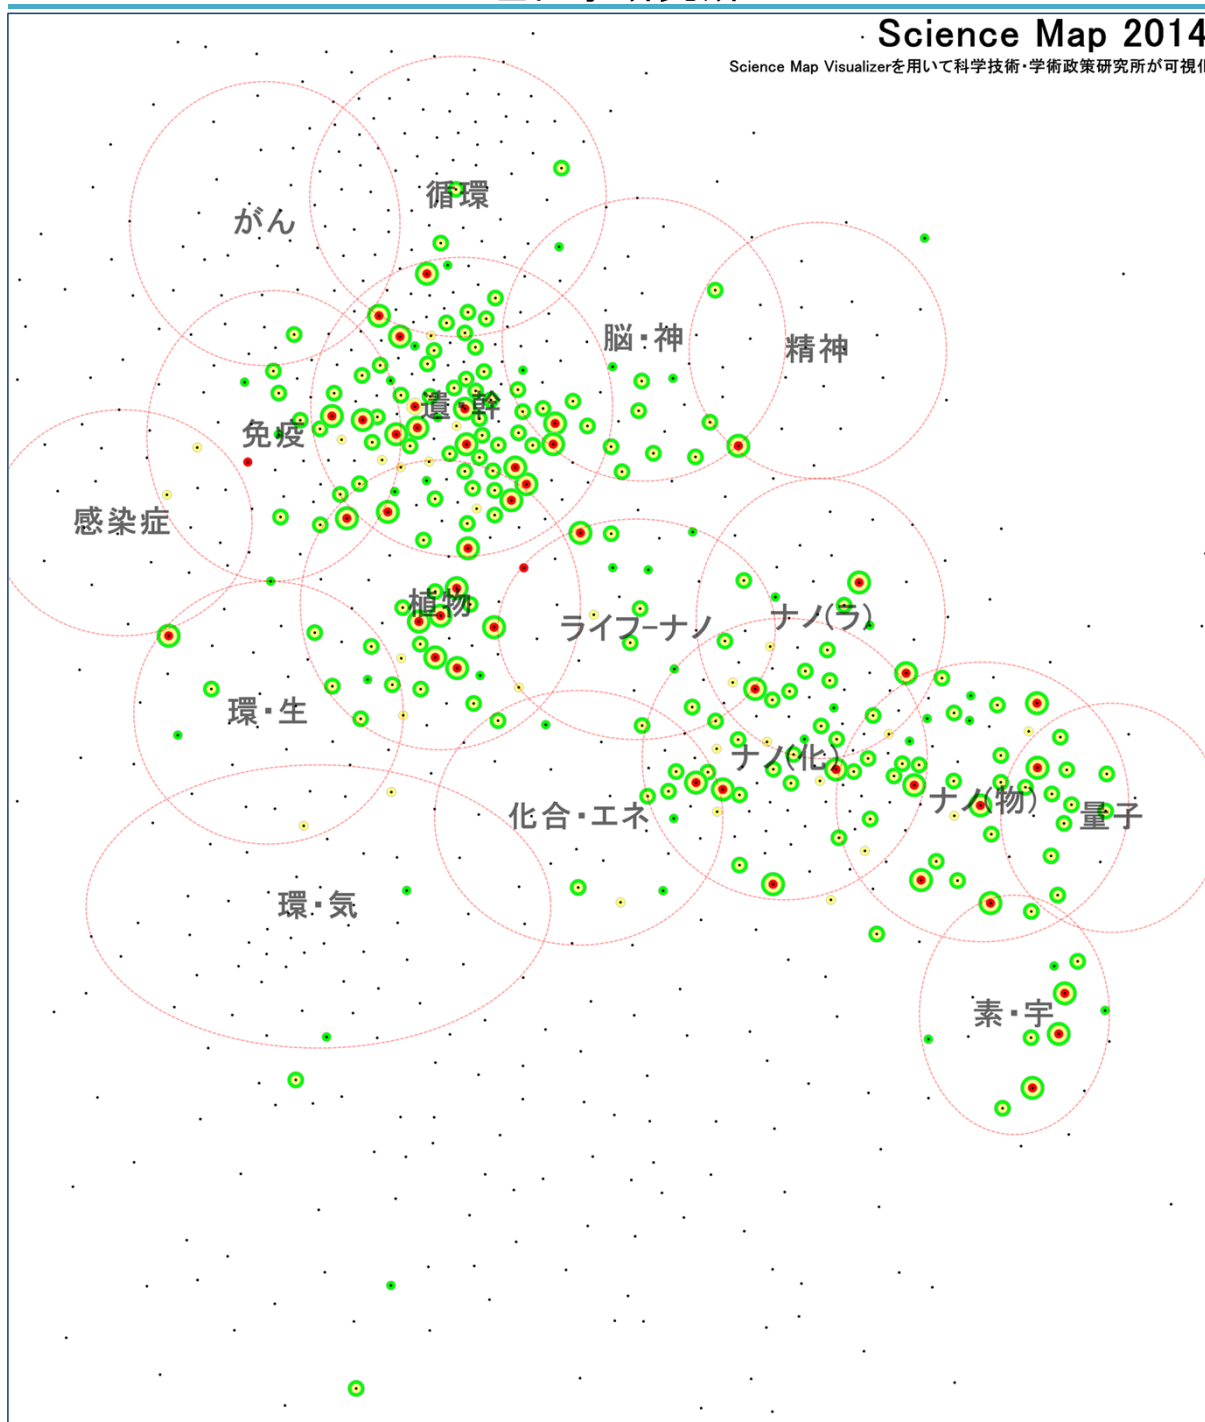 Science Map 2014
Science Map Visualizerを用いて科学技術・学術政策研究所が可視
循環
がん
脳・神
精神
遺・幹
免疫
感染症
植物
ライフ-ナノ
ナノ(ラ)
環・生
ナノ(化)
ナノ(物)
化合・エネ
量子
環・気
素・宇